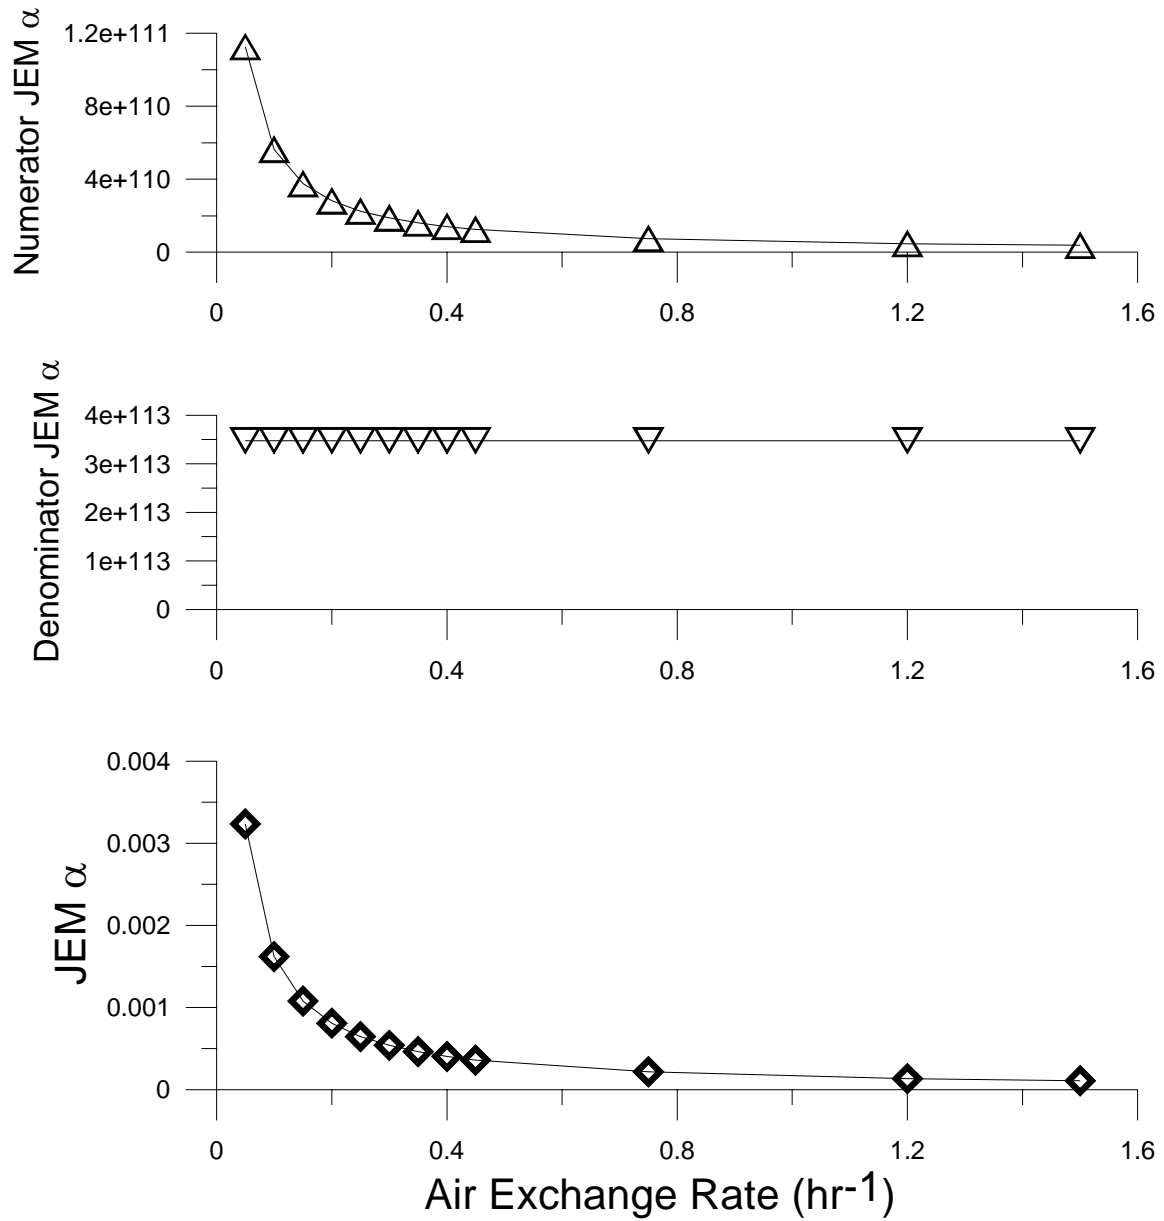 Numerator JEM α
1.2e+111
8e+110
4e+110
0
0 0.4 0.8 1.2 1.6
Denominator JEM α
4e+113
3e+113
2e+113
1e+113
0
0 0.4 0.8 1.2 1.6
JEM α
0.004
0.003
0.002
0.001
0
0 0.4 0.8 1.2 1.6
Air Exchange Rate (hr-1)